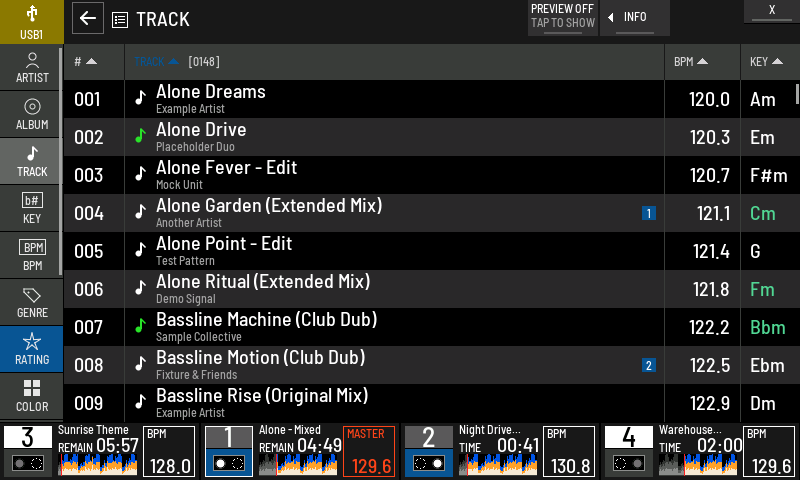 USB1
TRACK
PREVIEW OFF
TAP TO SHOW
INFO
X
ARTIST
ALBUM
TRACK
b#
KEY
BPM
BPM
GENRE
RATING
COLOR
# TRACK [0148] BPM KEY
001 Alone Dreams 120.0 Am
Example Artist
002 Alone Drive 120.3 Em
Placeholder Duo
003 Alone Fever - Edit 120.7 F#m
Mock Unit
004 Alone Garden (Extended Mix) 1 121.1 Cm
Another Artist
005 Alone Point - Edit 121.4 G
Test Pattern
006 Alone Ritual (Extended Mix) 121.8 Fm
Demo Signal
007 Bassline Machine (Club Dub) 122.2 Bbm
Sample Collective
008 Bassline Motion (Club Dub) 2 122.5 Ebm
Fixture & Friends
009 Bassline Rise (Original Mix) 122.9 Dm
Example Artist
3 Sunrise Theme BPM
REMAIN 05:57
128.0
1 Alone - Mixed MASTER
REMAIN 04:49
129.6
2 Night Drive... BPM
TIME 00:41
130.8
4 Warehouse... BPM
TIME 02:00
129.6